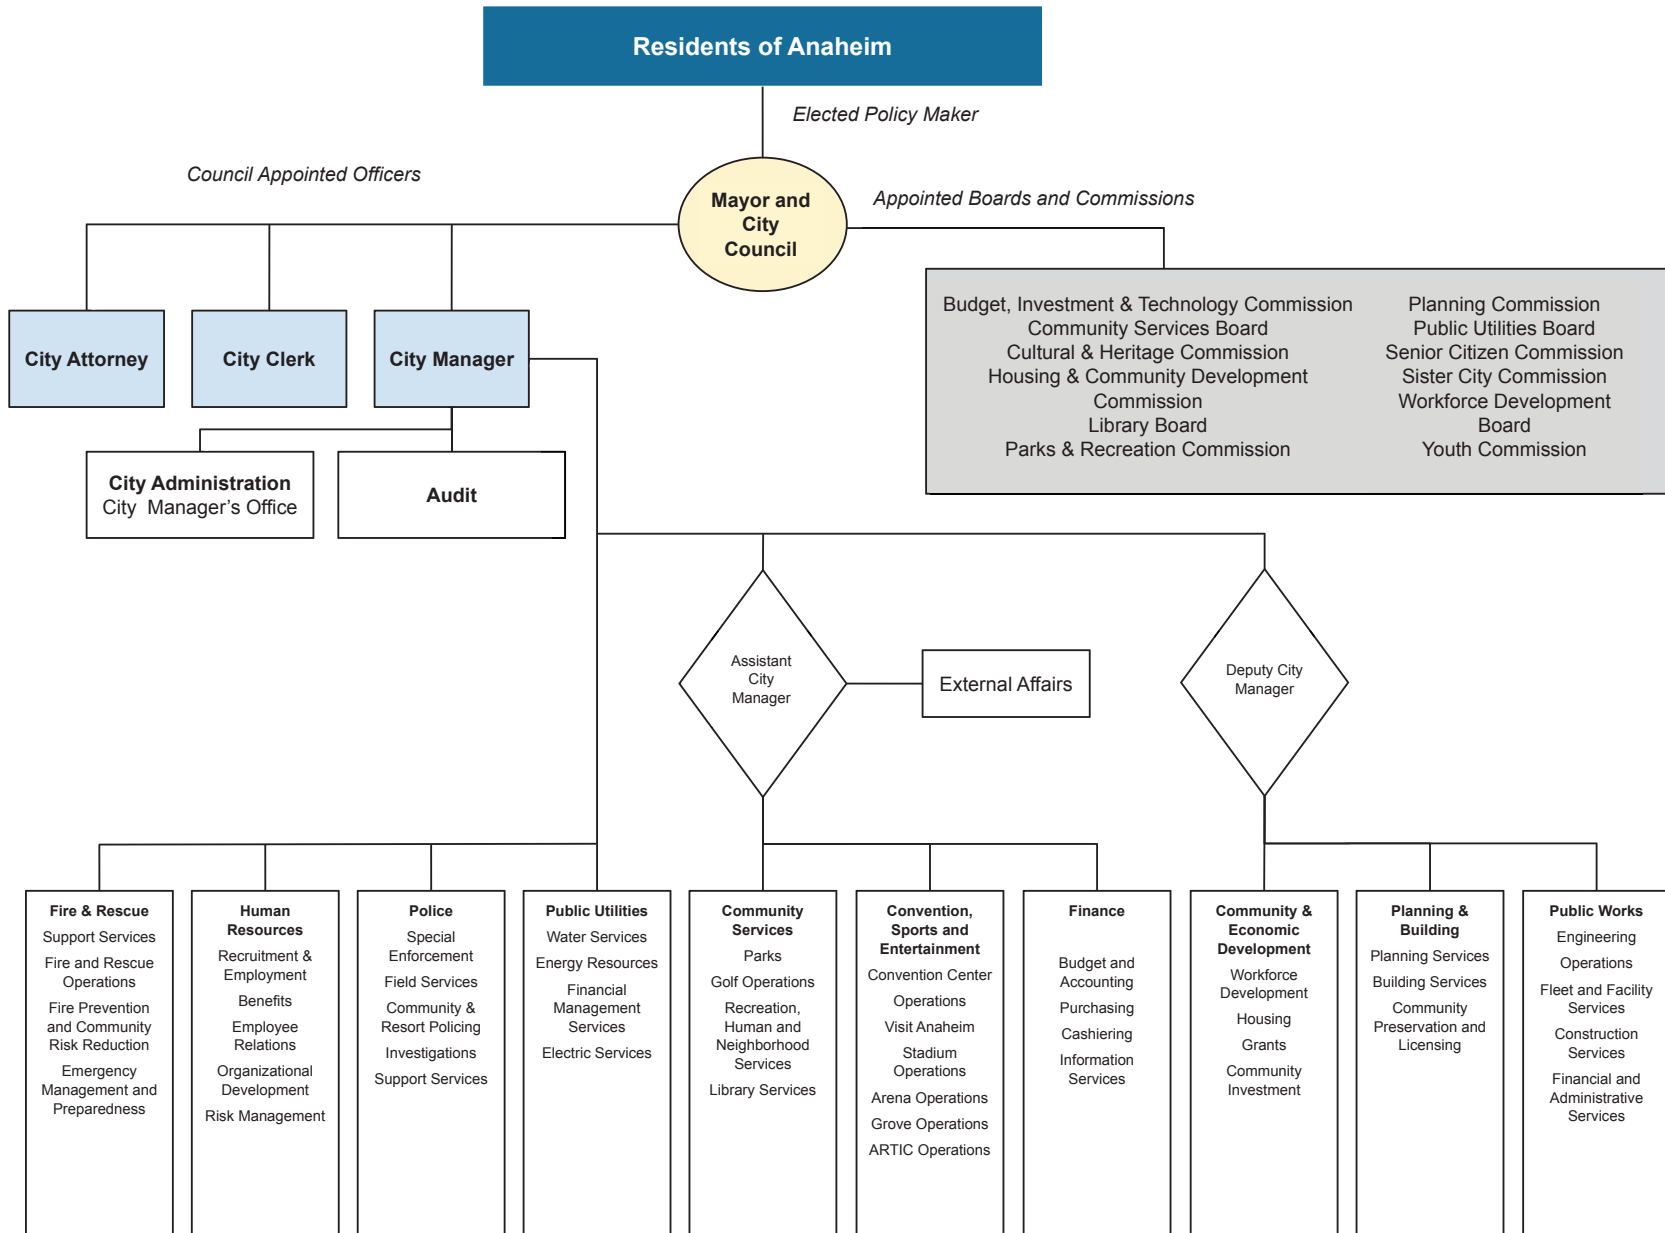 Residents of Anaheim
Elected Policy Maker
Council Appointed Officers
Mayor and
City
Council
Appointed Boards and Commissions
Budget, Investment & Technology Commission
Community Services Board
Cultural & Heritage Commission
Housing & Community Development
Commission
Library Board
Parks & Recreation Commission
Planning Commission
Public Utilities Board
Senior Citizen Commission
Sister City Commission
Workforce Development
Board
Youth Commission
City Attorney
City Clerk
City Manager
City Administration
City Manager's Office
Audit
Assistant
City
Manager
External Affairs
Deputy City
Manager
Fire & Rescue
Support Services
Fire and Rescue
Operations
Fire Prevention
and Community
Risk Reduction
Emergency
Management and
Preparedness
Human
Resources
Recruitment &
Employment
Benefits
Employee
Relations
Organizational
Development
Risk Management
Police
Special
Enforcement
Field Services
Community &
Resort Policing
Investigations
Support Services
Public Utilities
Water Services
Energy Resources
Financial
Management
Services
Electric Services
Community
Services
Parks
Golf Operations
Recreation,
Human and
Neighborhood
Services
Library Services
Convention,
Sports and
Entertainment
Convention Center
Operations
Visit Anaheim
Stadium
Operations
Arena Operations
Grove Operations
ARTIC Operations
Finance
Budget and
Accounting
Purchasing
Cashiering
Information
Services
Community &
Economic
Development
Workforce
Development
Housing
Grants
Community
Investment
Planning &
Building
Planning Services
Building Services
Community
Preservation and
Licensing
Public Works
Engineering
Operations
Fleet and Facility
Services
Construction
Services
Financial and
Administrative
Services